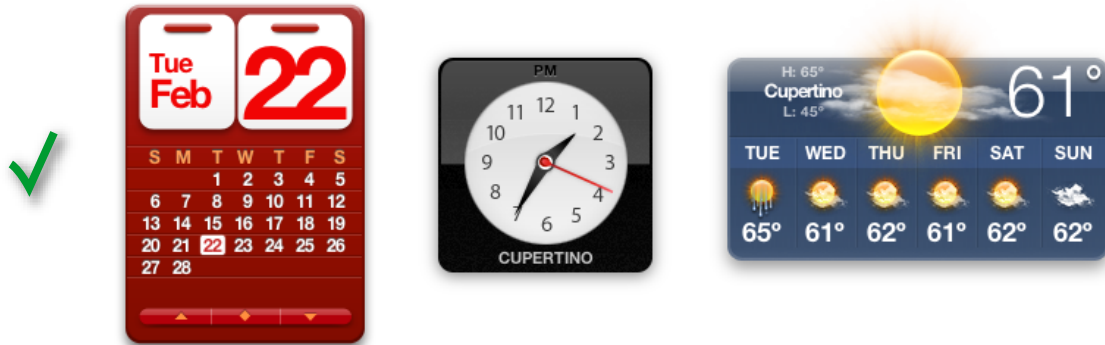 Tue
Feb
22
S M T W T F S
1 2 3 4 5
6 7 8 9 10 11 12
13 14 15 16 17 18 19
20 21 22 23 24 25 26
27 28
PM
12
11 1
10 2
9 3
8 4
7 5
6
CUPERTINO
H: 65°
Cupertino
L: 45°
61°
TUE WED THU FRI SAT SUN
65° 61° 62° 61° 62° 62°